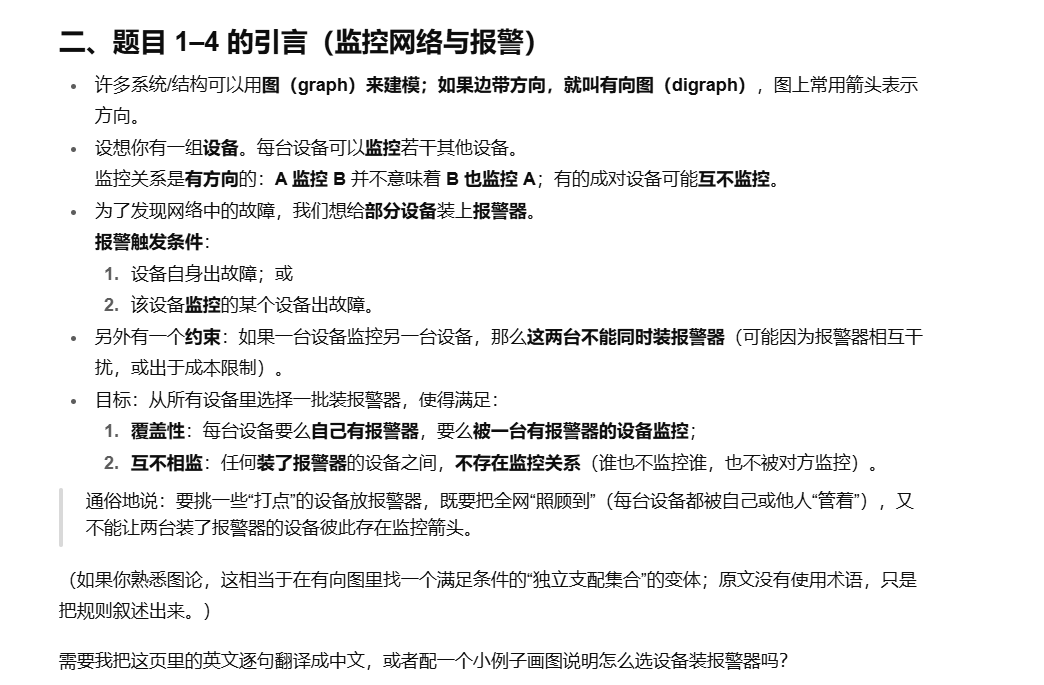 二、题目 1–4 的引言（监控网络与报警）
• 许多系统/结构可以用图（graph）来建模；如果边带方向，就叫有向图（digraph），图上常用箭头表示
方向。
• 设想你有一组设备。每台设备可以监控若干其他设备。
监控关系是有方向的：A 监控 B 并不意味着 B 也监控 A；有的成对设备可能互不监控。
• 为了发现网络中的故障，我们想给部分设备装上报警器。
报警触发条件：
1. 设备自身出故障；或
2. 该设备监控的某个设备出故障。
• 另外有一个约束：如果一台设备监控另一台设备，那么这两台不能同时装报警器（可能因为报警器相互干
扰，或出于成本限制）。
• 目标：从所有设备里选择一批装报警器，使得满足：
1. 覆盖性：每台设备要么自己有报警器，要么被一台有报警器的设备监控；
2. 互不相监：任何装了报警器的设备之间，不存在监控关系（谁也不监控谁，也不被对方监控）。
通俗地说：要挑一些“打点”的设备放报警器，既要把全网“照顾到”（每台设备都被自己或他人“管着”），又
不能让两台装了报警器的设备彼此存在监控箭头。
（如果你熟悉图论，这相当于在有向图里找一个满足条件的“独立支配集合”的变体；原文没有使用术语，只是
把规则叙述出来。）
需要我把这页里的英文逐句翻译成中文，或者配一个小例子画图说明怎么选设备装报警器吗？